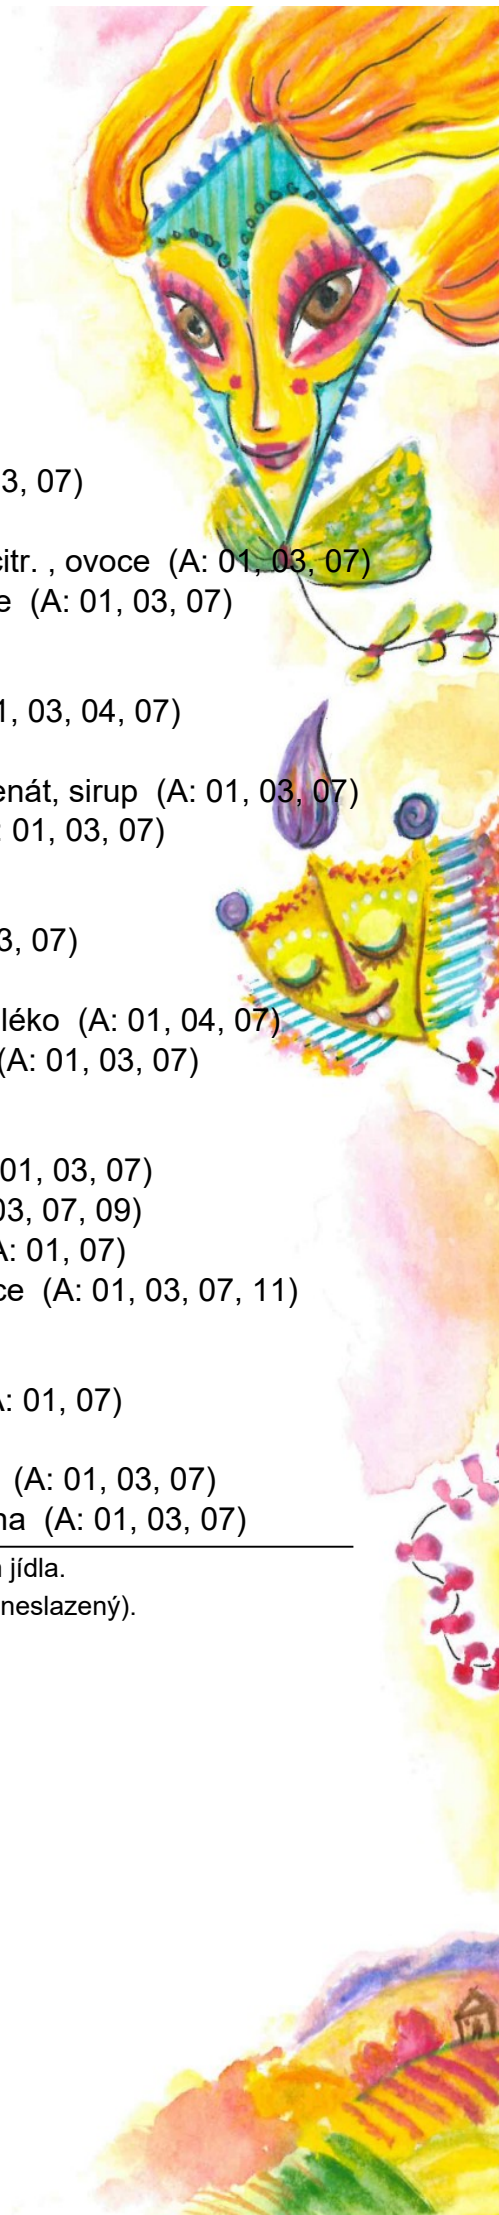 3, 07)
citr. , ovoce (A: 01, 03, 07)
e (A: 01, 03, 07)
1, 03, 04, 07)
enát, sirup (A: 01, 03, 07)
: 01, 03, 07)
3, 07)
léko (A: 01, 04, 07)
(A: 01, 03, 07)
01, 03, 07)
03, 07, 09)
A: 01, 07)
ce (A: 01, 03, 07, 11)
A: 01, 07)
(A: 01, 03, 07)
na (A: 01, 03, 07)
n jídla.
neslazený).